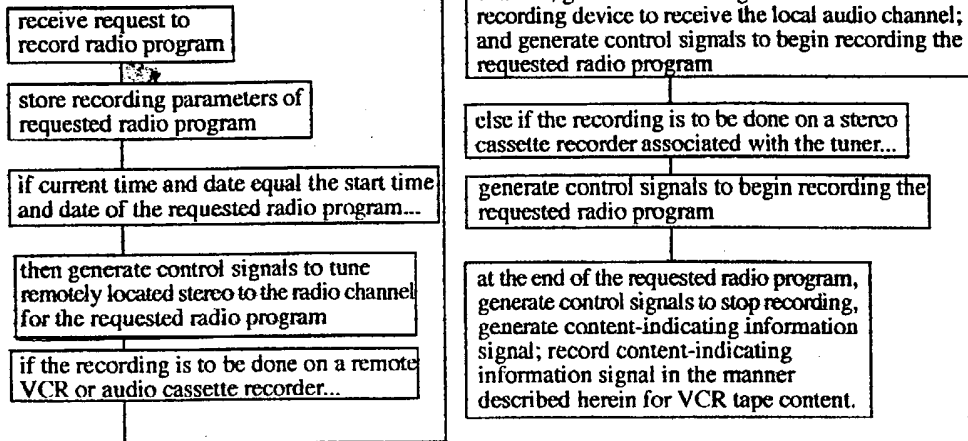 receive request to
record radio program
store recording parameters of
requested radio program
if current time and date equal the start time
and date of the requested radio program...
then generate control signals to tune
remotely located stereo to the radio channel
for the requested radio program
if the recording is to be done on a remote
VCR or audio cassette recorder...
recording device to receive the local audio channel;
and generate control signals to begin recording the
requested radio program
else if the recording is to be done on a stereo
cassette recorder associated with the tuner...
generate control signals to begin recording the
requested radio program
at the end of the requested radio program,
generate control signals to stop recording,
generate content-indicating information
signal; record content-indicating
information signal in the manner
described herein for VCR tape content.